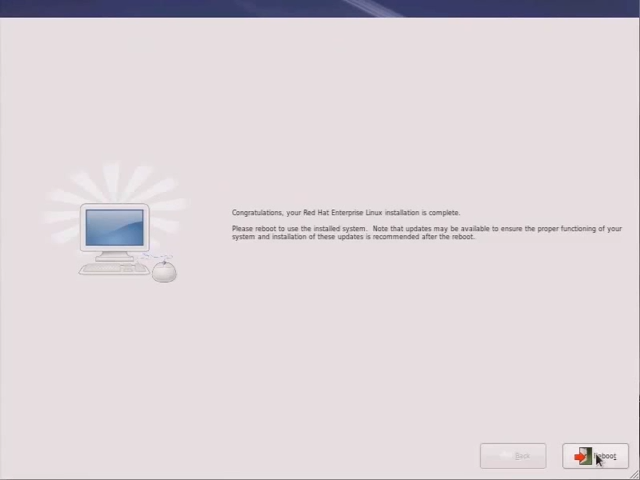 Congratulations, your Red Hat Enterprise Linux installation is complete.
Please reboot to use the installed system.  Note that updates may be available to ensure the proper functioning of your
system and installation of these updates is recommended after the reboot.
Back
Reboot